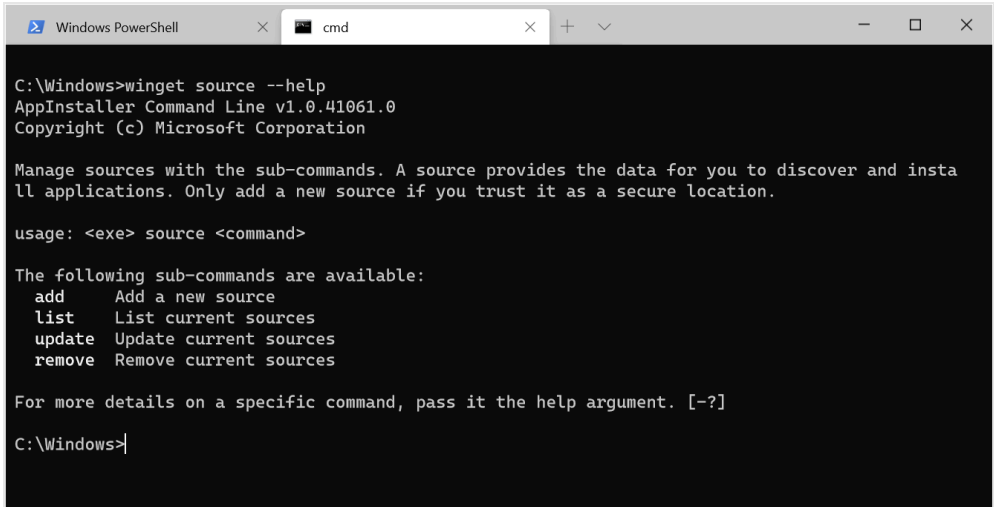 Windows PowerShell
cmd
C:\Windows>winget source --help
AppInstaller Command Line v1.0.41061.0
Copyright (c) Microsoft Corporation
Manage sources with the sub-commands. A source provides the data for you to discover and insta
ll applications. Only add a new source if you trust it as a secure location.
usage: <exe> source <command>
The following sub-commands are available:
  add     Add a new source
  list    List current sources
  update  Update current sources
  remove  Remove current sources
For more details on a specific command, pass it the help argument. [-?]
C:\Windows>